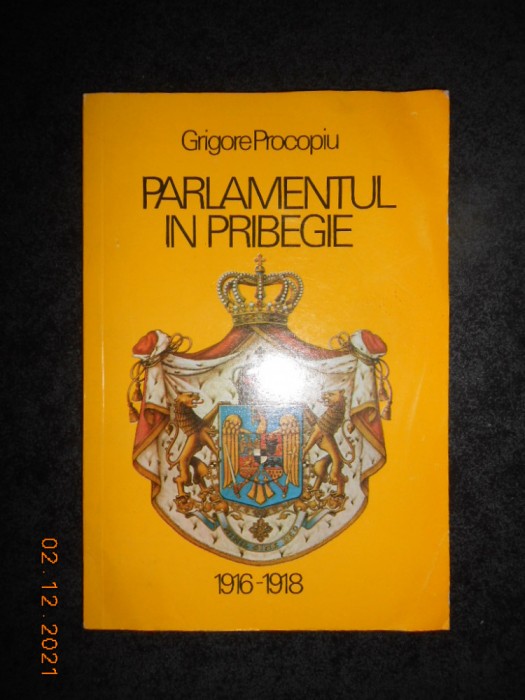 Grigore Procopiu
PARLAMENTUL
IN PRIBEGIE
1916-1918
02.12.2021